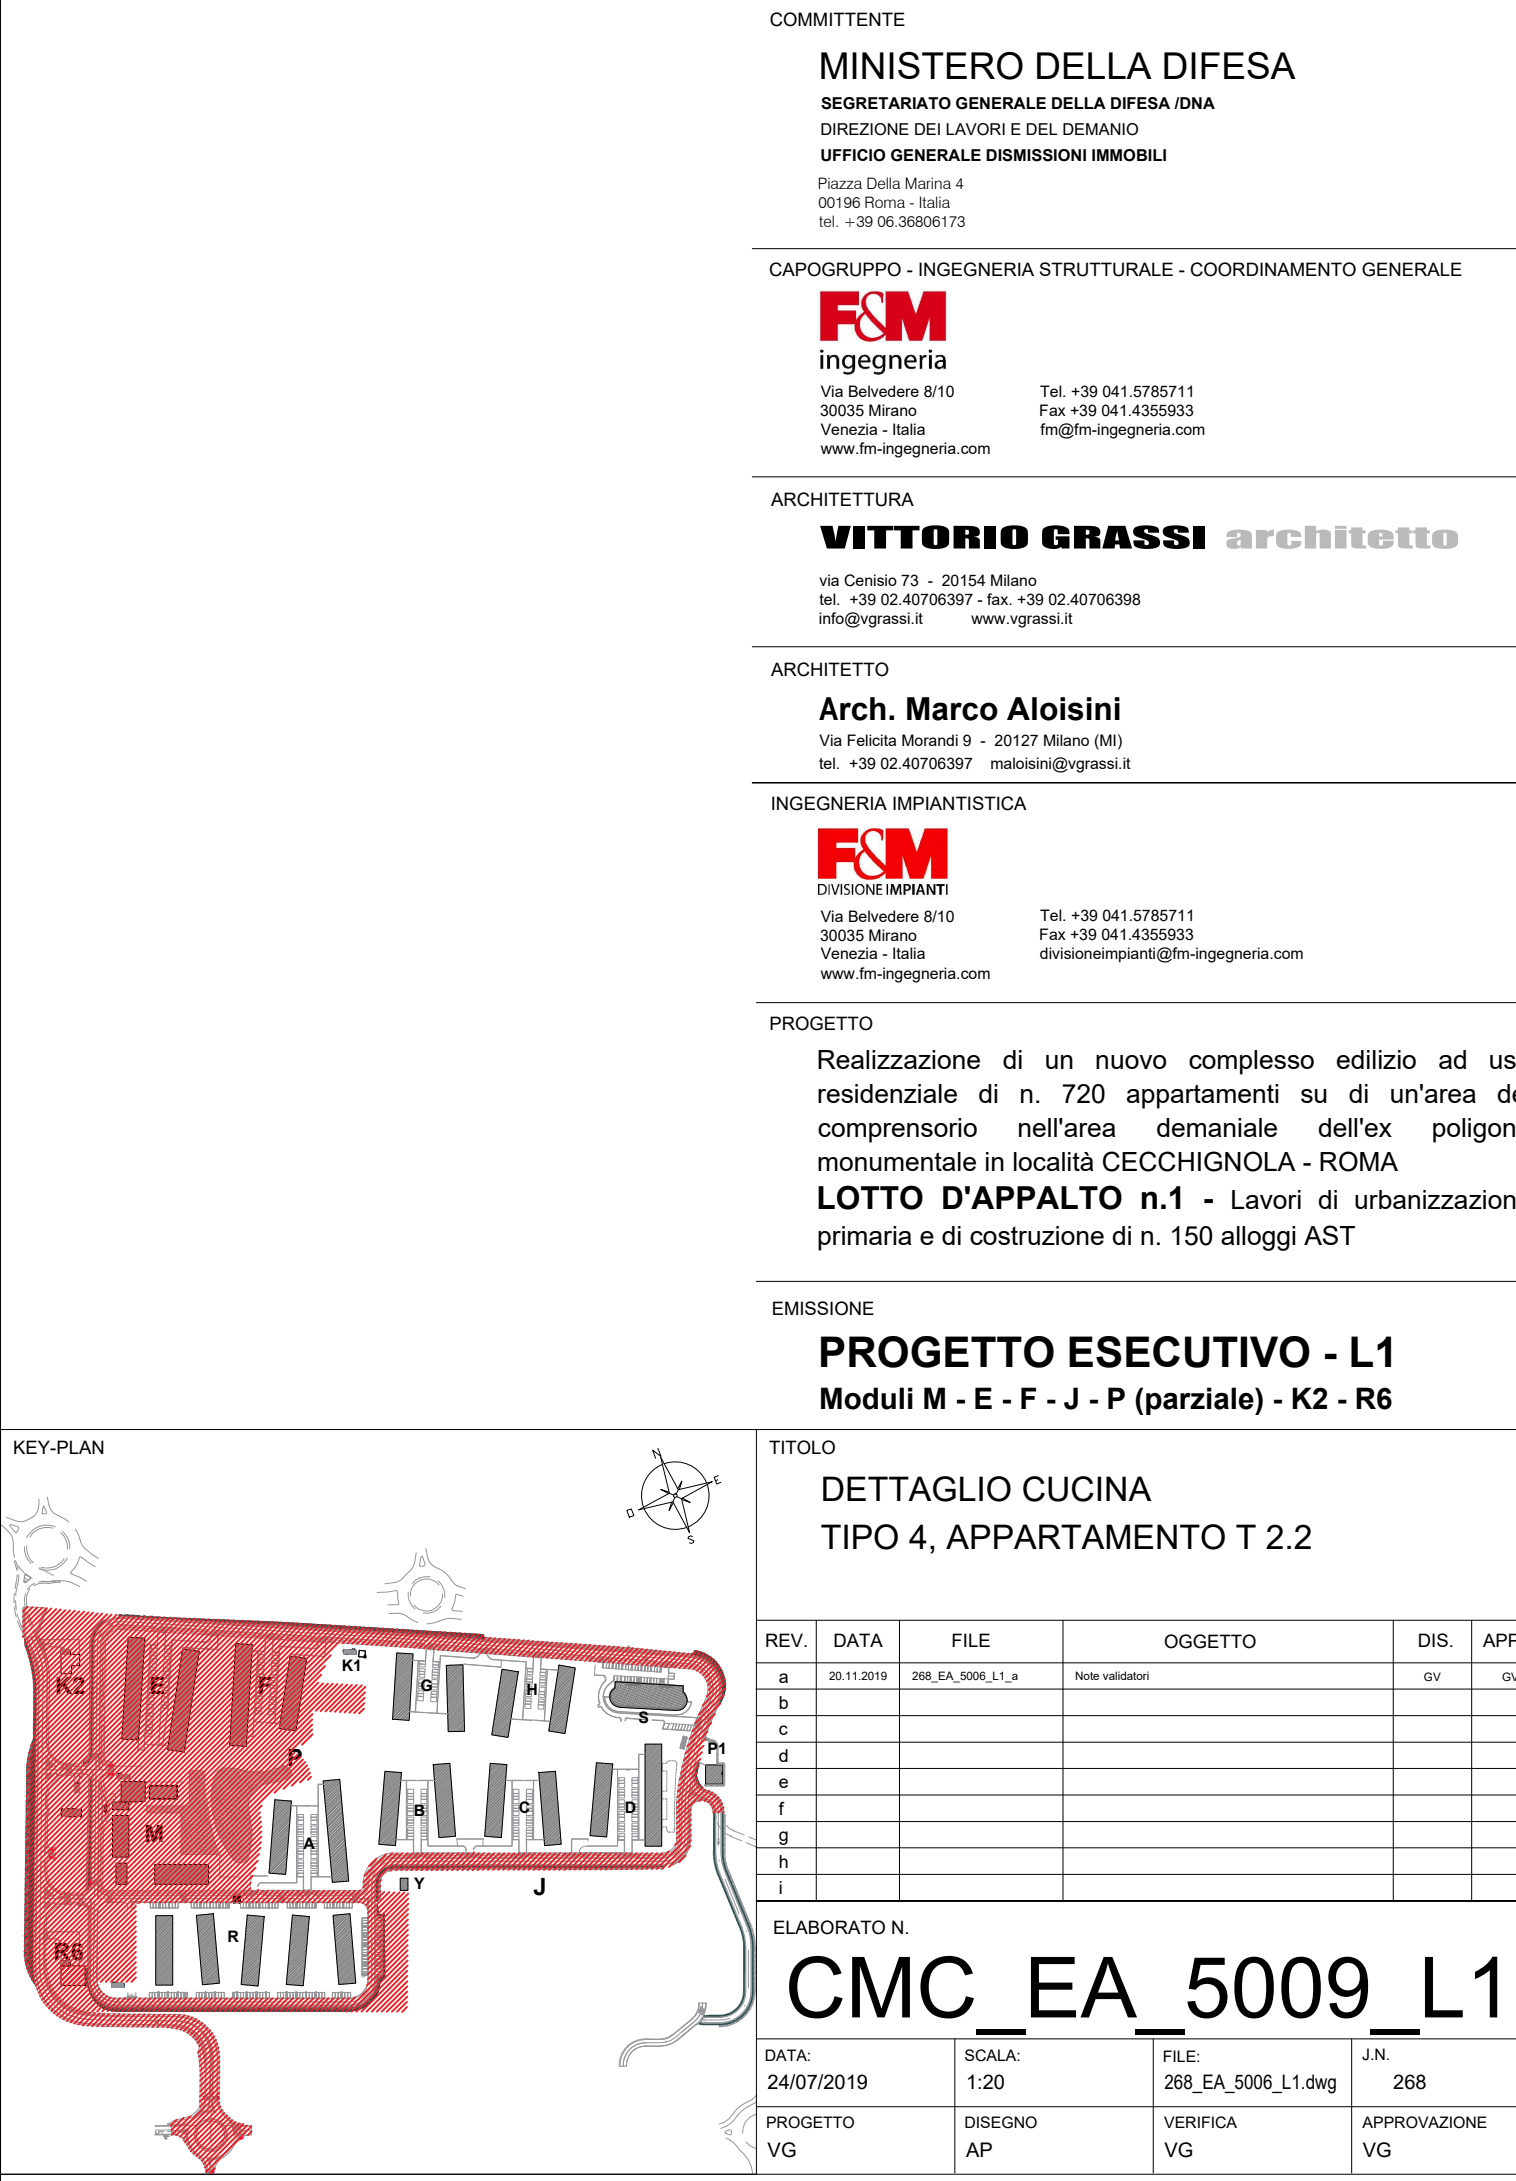 COMMITTENTE
MINISTERO DELLA DIFESA
SEGRETARIATO GENERALE DELLA DIFESA /DNA
DIREZIONE DEI LAVORI E DEL DEMANIO
UFFICIO GENERALE DISMISSIONI IMMOBILI
Piazza Della Marina 4
00196 Roma - Italia
tel. +39 06.36806173
CAPOGRUPPO - INGEGNERIA STRUTTURALE - COORDINAMENTO GENERALE
F&M
ingegneria
Via Belvedere 8/10 Tel. +39 041.5785711
30035 Mirano Fax +39 041.4355933
Venezia - Italia fm@fm-ingegneria.com
www.fm-ingegneria.com
ARCHITETTURA
VITTORIO GRASSI architetto
via Cenisio 73 - 20154 Milano
tel. +39 02.40706397 - fax. +39 02.40706398
info@vgrassi.it www.vgrassi.it
ARCHITETTO
Arch. Marco Aloisini
Via Felicita Morandi 9 - 20127 Milano (MI)
tel. +39 02.40706397 maloisini@vgrassi.it
INGEGNERIA IMPIANTISTICA
F&M
DIVISIONE IMPIANTI
Via Belvedere 8/10 Tel. +39 041.5785711
30035 Mirano Fax +39 041.4355933
Venezia - Italia divisioneimpianti@fm-ingegneria.com
www.fm-ingegneria.com
PROGETTO
Realizzazione di un nuovo complesso edilizio ad us
residenziale di n. 720 appartamenti su di un'area de
comprensorio nell'area demaniale dell'ex poligon
monumentale in località CECCHIGNOLA - ROMA
LOTTO D'APPALTO n.1 - Lavori di urbanizzazion
primaria e di costruzione di n. 150 alloggi AST
EMISSIONE
PROGETTO ESECUTIVO - L1
Moduli M - E - F - J - P (parziale) - K2 - R6
KEY-PLAN
N
E
O
S
K2
E
F
K1
G
H
S
P
P1
A
B
C
D
M
Y
J
R
R6
TITOLO
DETTAGLIO CUCINA
TIPO 4, APPARTAMENTO T 2.2
REV. DATA FILE OGGETTO DIS. APP
a 20.11.2019 268_EA_5006_L1_a Note validatori GV GV
b
c
d
e
f
g
h
i
ELABORATO N.
CMC_EA_5009_L1
DATA: SCALA: FILE: J.N.
24/07/2019 1:20 268_EA_5006_L1.dwg 268
PROGETTO DISEGNO VERIFICA APPROVAZIONE
VG AP VG VG